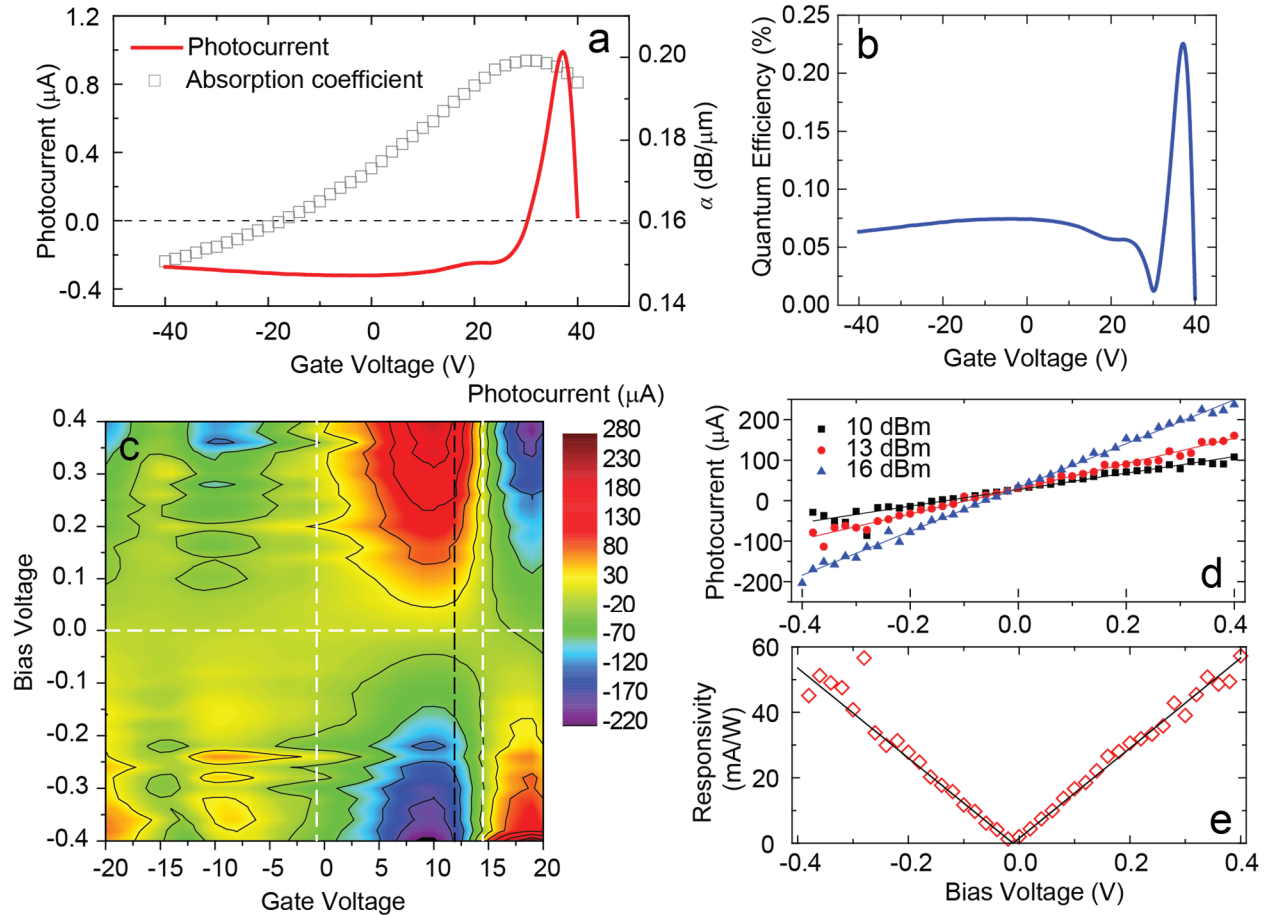 a
Photocurrent
Absorption coefficient
1.2
0.8
0.4
0.0
-0.4
Photocurrent (μA)
0.20
0.18
0.16
0.14
α (dB/μm)
-40 -20 0 20 40
Gate Voltage (V)
b
0.25
0.20
0.15
0.10
0.05
0.00
Quantum Efficiency (%)
-40 -20 0 20 40
Gate Voltage (V)
c
Photocurrent (μA)
0.4
0.3
0.2
0.1
0.0
-0.1
-0.2
-0.3
-0.4
Bias Voltage
-20 -15 -10 -5 0 5 10 15 20
Gate Voltage
280
230
180
130
80
30
-20
-70
-120
-170
-220
d
10 dBm
13 dBm
16 dBm
200
100
0
-100
-200
Photocurrent (μA)
-0.4 -0.2 0.0 0.2 0.4
e
60
40
20
0
Responsivity
(mA/W)
-0.4 -0.2 0.0 0.2 0.4
Bias Voltage (V)